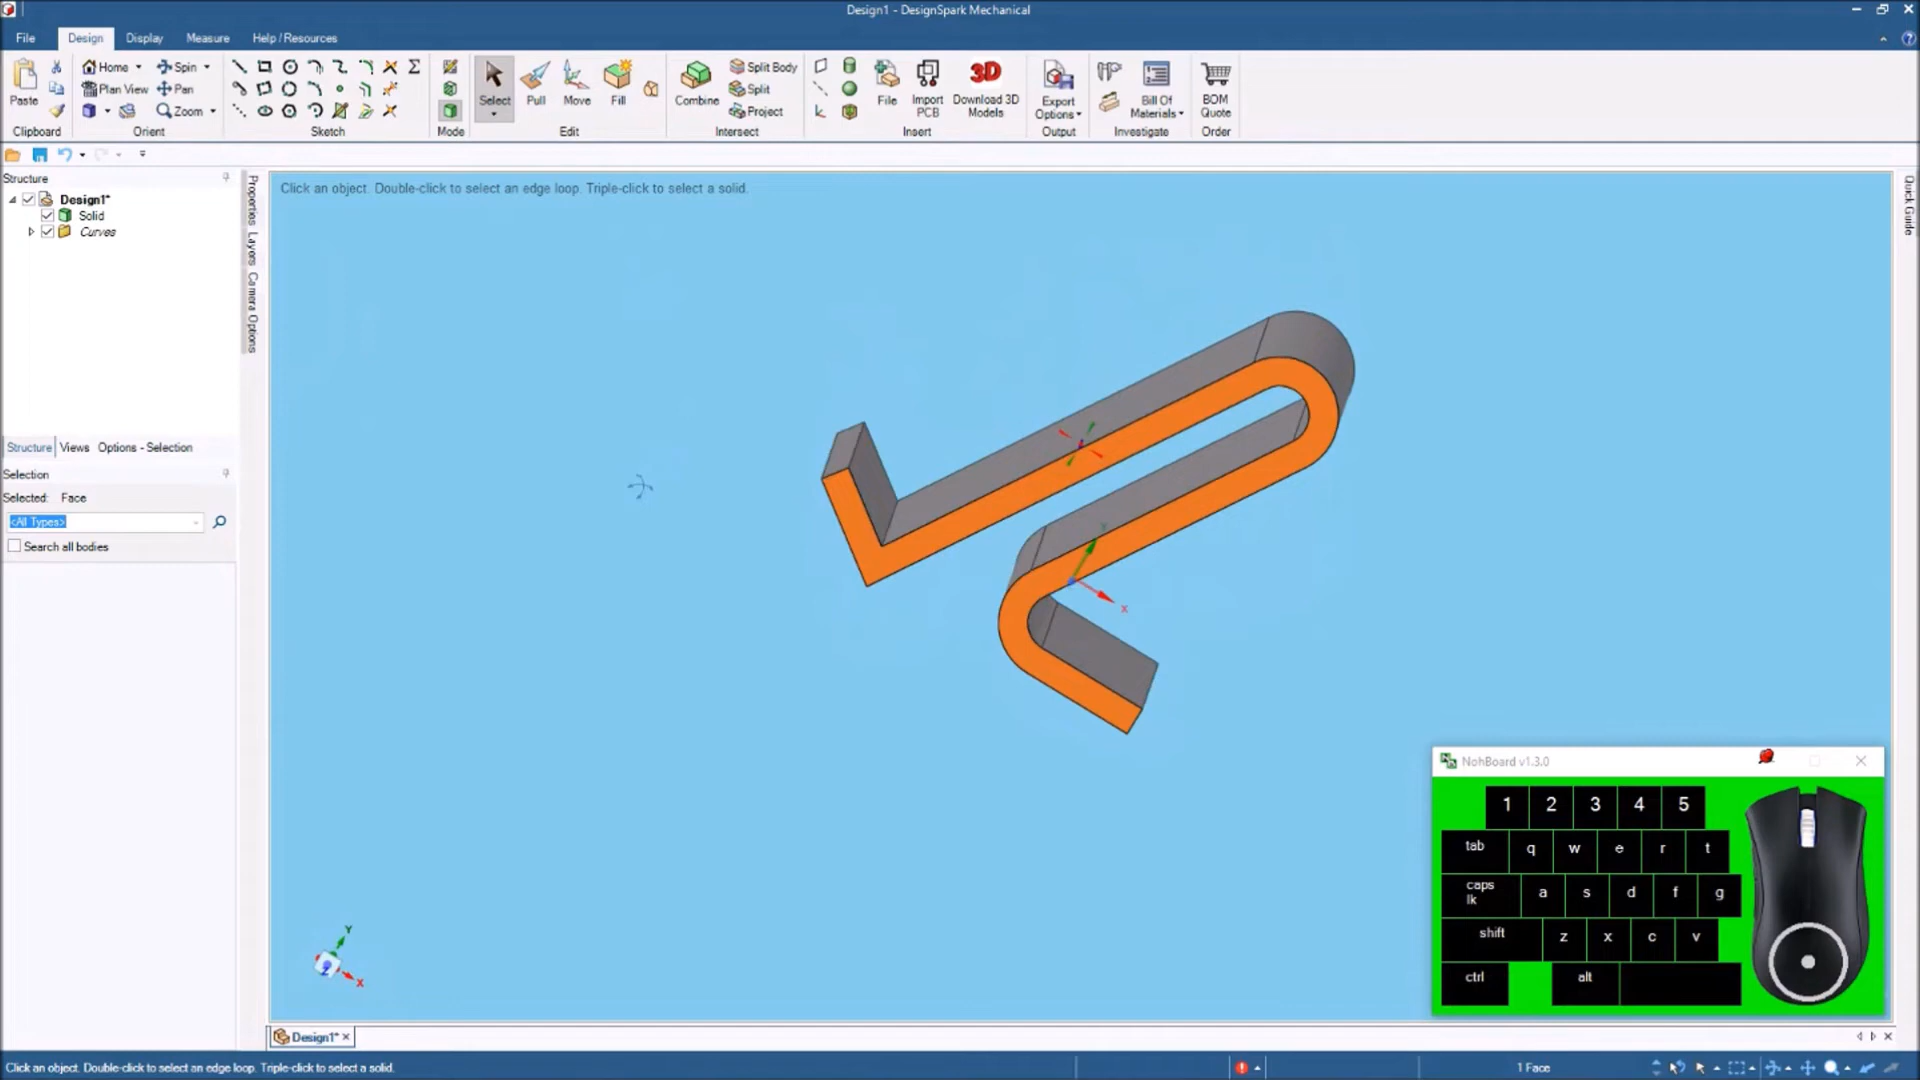 Design1 - DesignSpark Mechanical
File Design Display Measure Help / Resources
Paste
Clipboard
Home Spin
Plan View Pan
Zoom
Orient
Sketch
Mode
Select Pull Move Fill
Edit
Combine
Split Body
Split
Project
Intersect
File
Import PCB
3D
Download 3D Models
Insert
Export Options
Output
Bill Of Materials
Investigate
BOM Quote
Order
Structure
Design1*
Solid
Curves
Properties
Layers
Camera Options
Structure Views Options - Selection
Selection
Selected: Face
<All Types>
Search all bodies
Click an object. Double-click to select an edge loop. Triple-click to select a solid.
Quick Guide
Y
X
Y
X
Z
NohBoard v1.3.0
1 2 3 4 5
tab q w e r t
caps lk a s d f g
shift z x c v
ctrl alt
Design1*
Click an object. Double-click to select an edge loop. Triple-click to select a solid.
1 Face